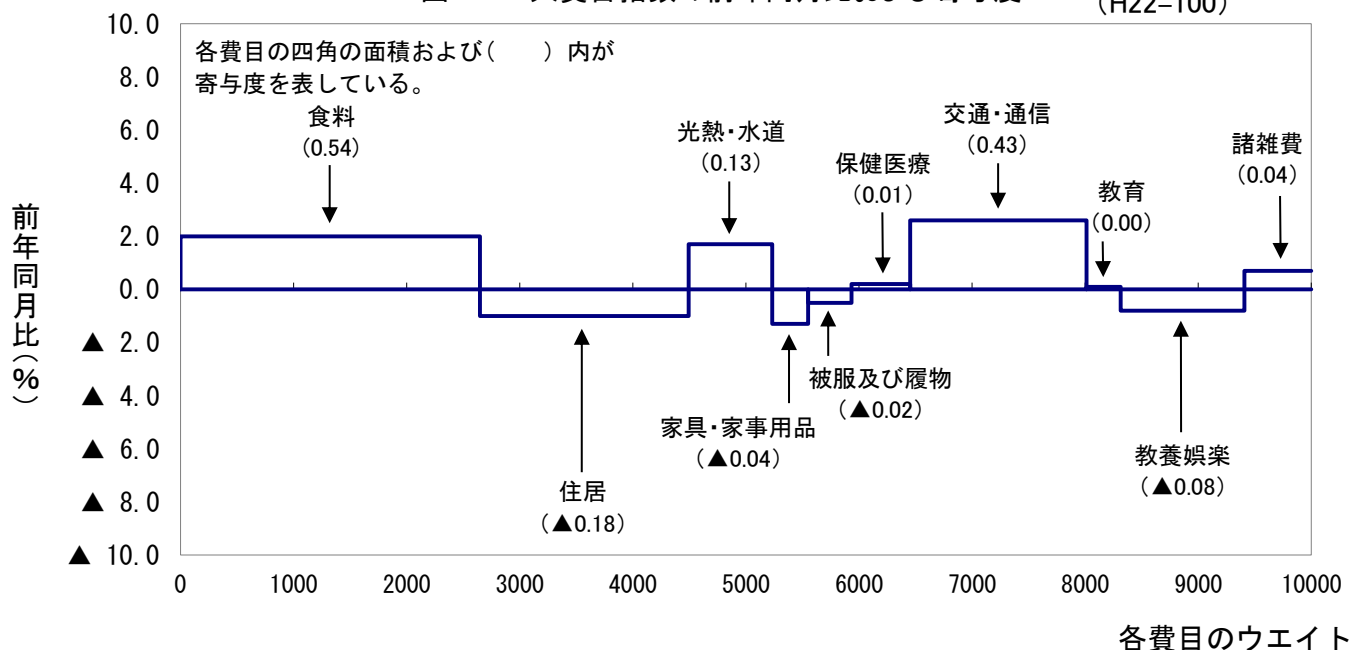 (H22=100)
各費目の四角の面積および(　　)内が
寄与度を表している。
食料
(0.54)
光熱・水道
(0.13)
保健医療
(0.01)
交通・通信
(0.43)
教育
(0.00)
諸雑費
(0.04)
住居
(▲0.18)
家具・家事用品
(▲0.04)
被服及び履物
(▲0.02)
教養娯楽
(▲0.08)
前年同月比(%)
10.0
8.0
6.0
4.0
2.0
0.0
▲ 2.0
▲ 4.0
▲ 6.0
▲ 8.0
▲ 10.0
0 1000 2000 3000 4000 5000 6000 7000 8000 9000 10000
各費目のウエイト